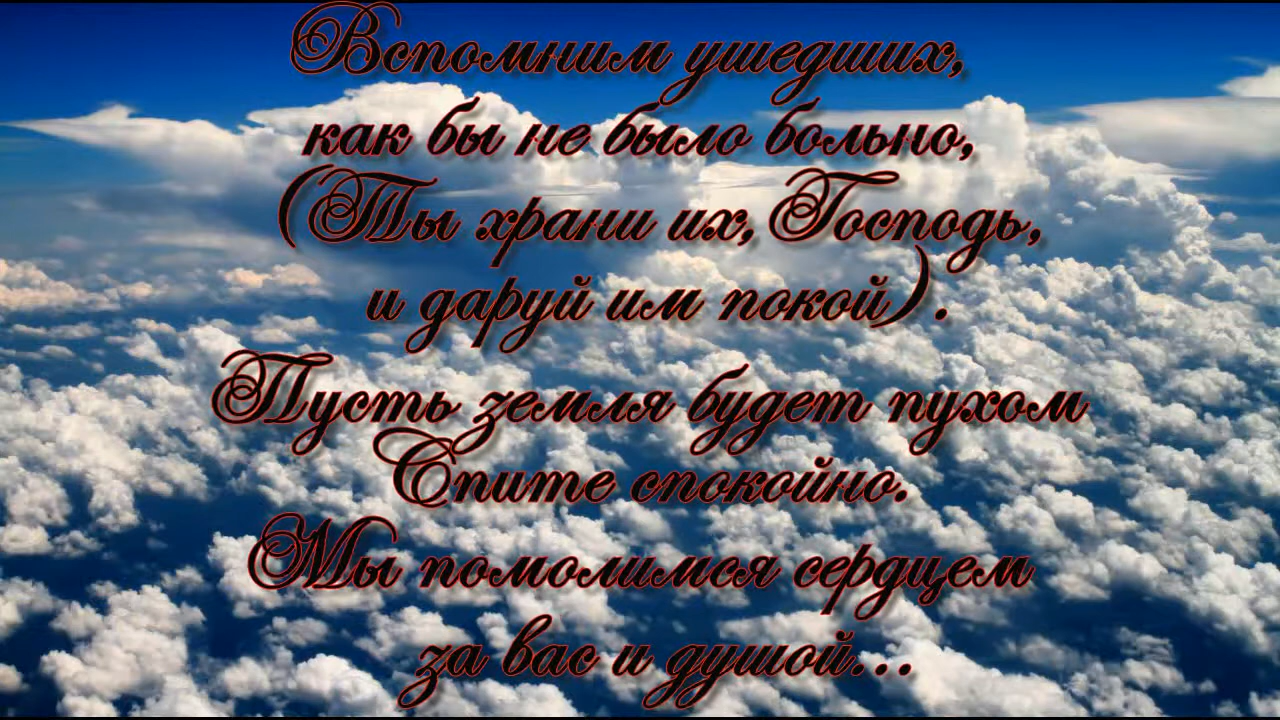 Вспомним ушедших,
как бы не было больно,
(Ты храни их, Господь,
и даруй им покой).
Пусть земля будет пухом
Спите спокойно.
Мы помолимся сердцем
за вас и душой...